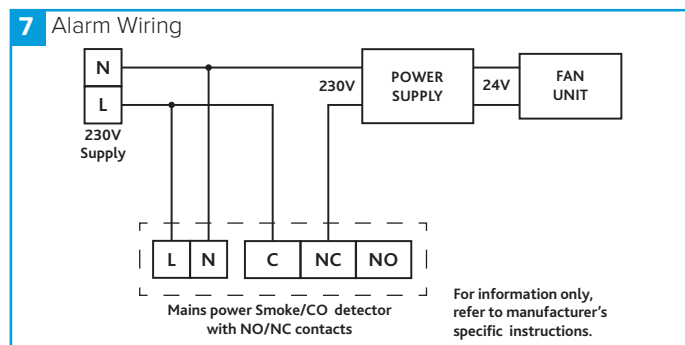 7 Alarm Wiring
N
L
230V
Supply
230V
POWER
SUPPLY
24V
FAN
UNIT
L N C NC NO
Mains power Smoke/CO detector
with NO/NC contacts
For information only,
refer to manufacturer's
specific instructions.